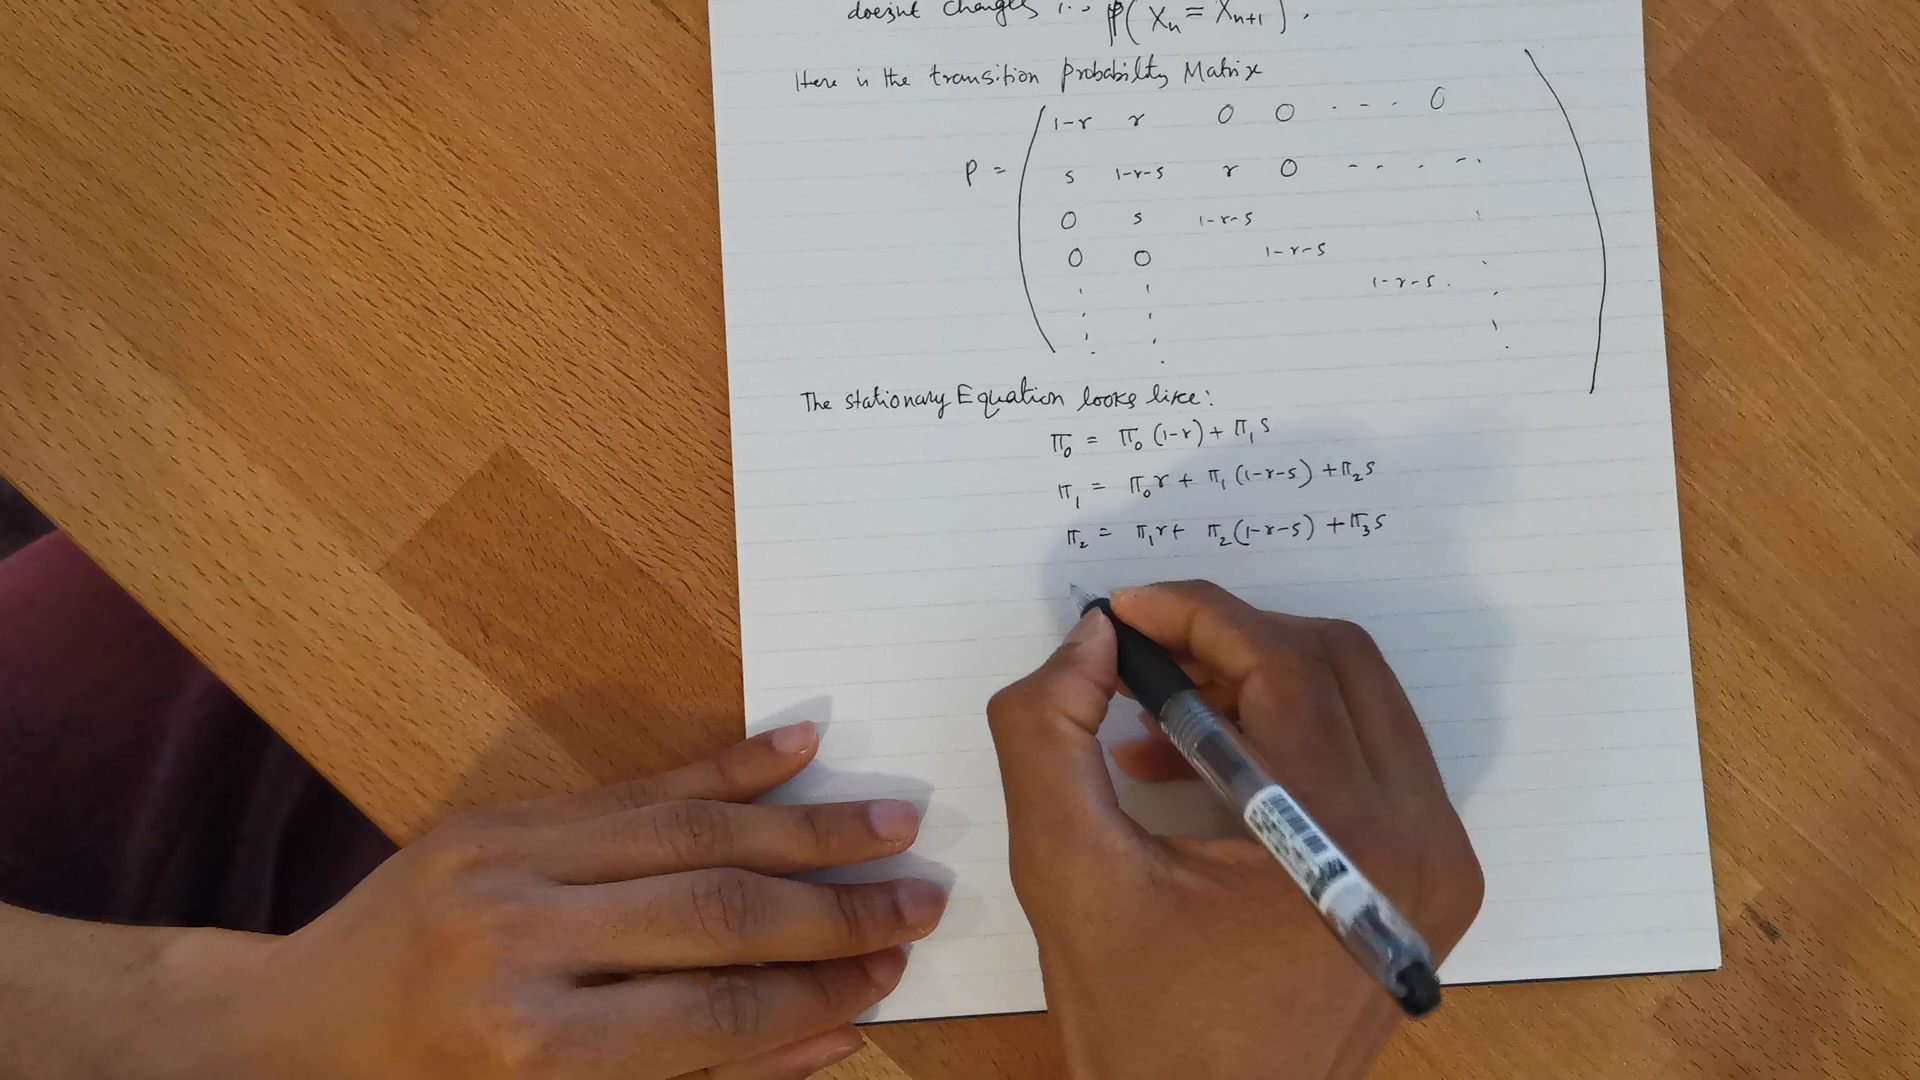 doesnt changes i.e P( Xn = Xn+1 ).
Here is the transition probabilty Matrix
1-r r 0 0 - - - 0
P = s 1-r-s r 0 - - - - -
0 s 1-r-s
0 0 1-r-s
1-r-s.
The stationary Equation looks like:
π₀ = π₀ (1-r) + π₁ s
π₁ = π₀ r + π₁ (1-r-s) + π₂ s
π₂ = π₁ r + π₂ (1-r-s) + π₃ s